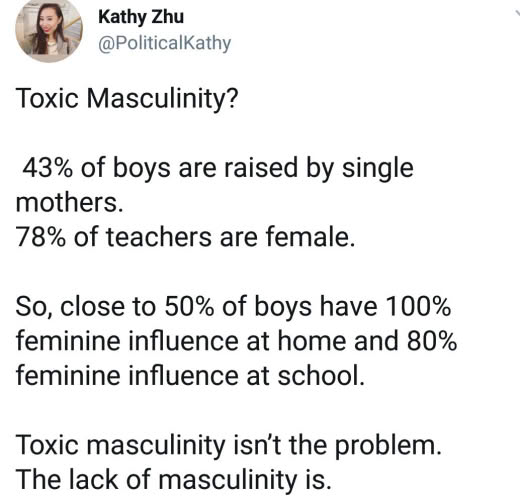 Kathy Zhu
@PoliticalKathy
Toxic Masculinity?
43% of boys are raised by single
mothers.
78% of teachers are female.
So, close to 50% of boys have 100%
feminine influence at home and 80%
feminine influence at school.
Toxic masculinity isn't the problem.
The lack of masculinity is.